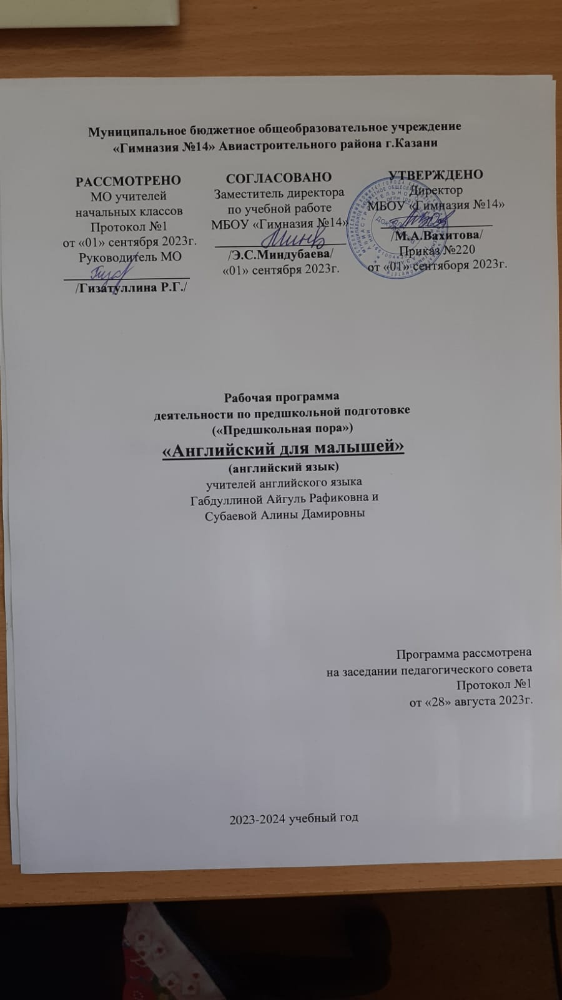 Муниципальное бюджетное общеобразовательное учреждение
«Гимназия №14» Авиастроительного района г.Казани
РАССМОТРЕНО
МО учителей
начальных классов
Протокол №1
от «01» сентября 2023г.
Руководитель МО
/Гизатуллина Р.Г./
СОГЛАСОВАНО
Заместитель директора
по учебной работе
МБОУ «Гимназия №14»
/Э.С.Миндубаева/
«01» сентября 2023г.
УТВЕРЖДЕНО
Директор
МБОУ «Гимназия №14»
/М.А.Вахитова/
Приказ №220
от «01» сентяборя 2023г.
Рабочая программа
деятельности по предшкольной подготовке
(«Предшкольная пора»)
«Английский для малышей»
(английский язык)
учителей английского языка
Габдуллиной Айгуль Рафиковна и
Субаевой Алины Дамировны
Программа рассмотрена
на заседании педагогического совета
Протокол №1
от «28» августа 2023г.
2023-2024 учебный год